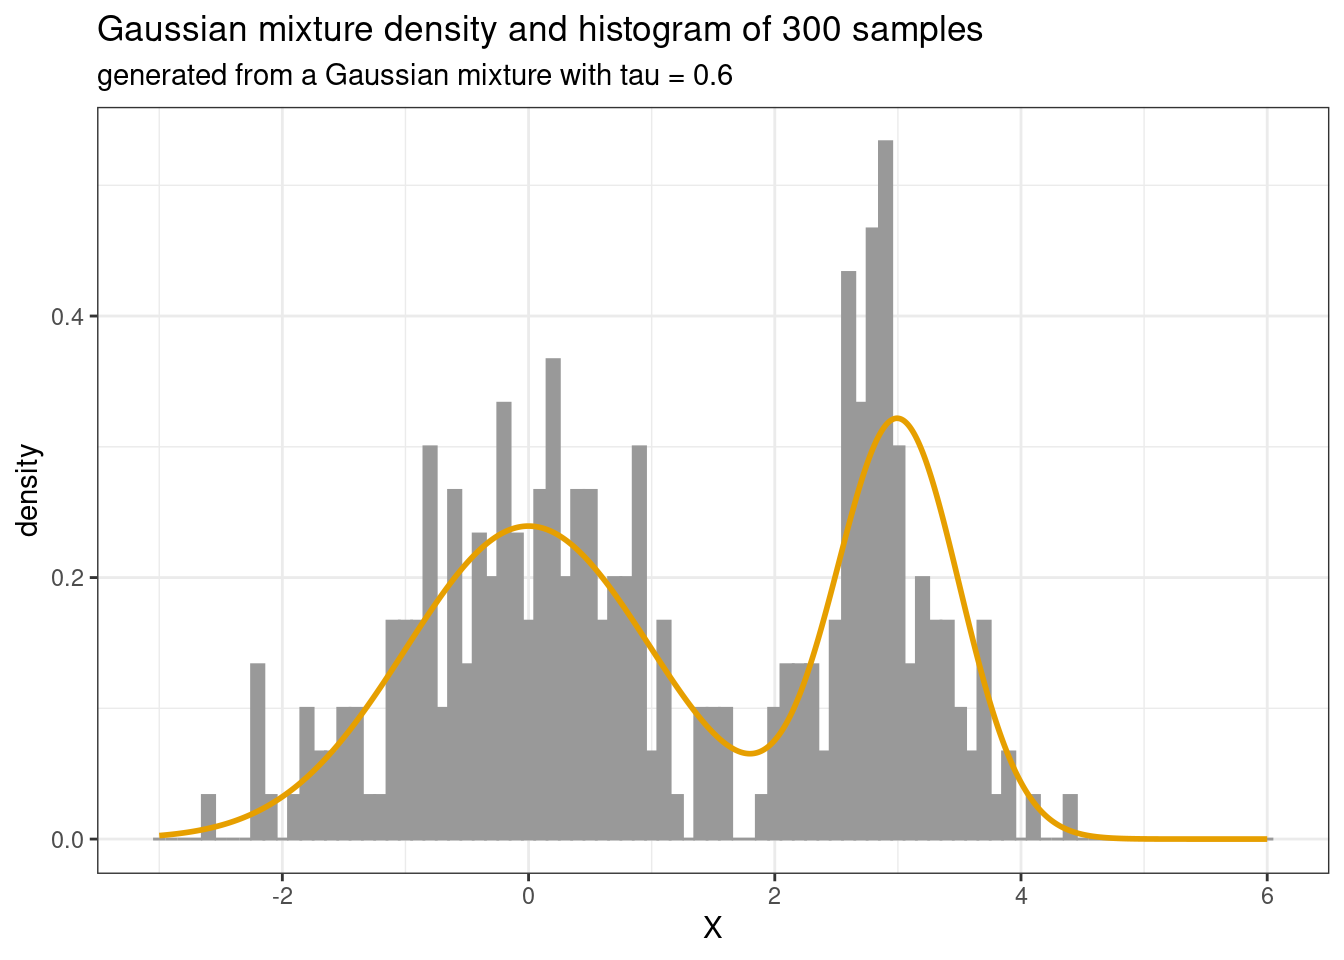 Gaussian mixture density and histogram of 300 samples
generated from a Gaussian mixture with tau = 0.6
density
0.4
0.2
0.0
-2 0 2 4 6
X